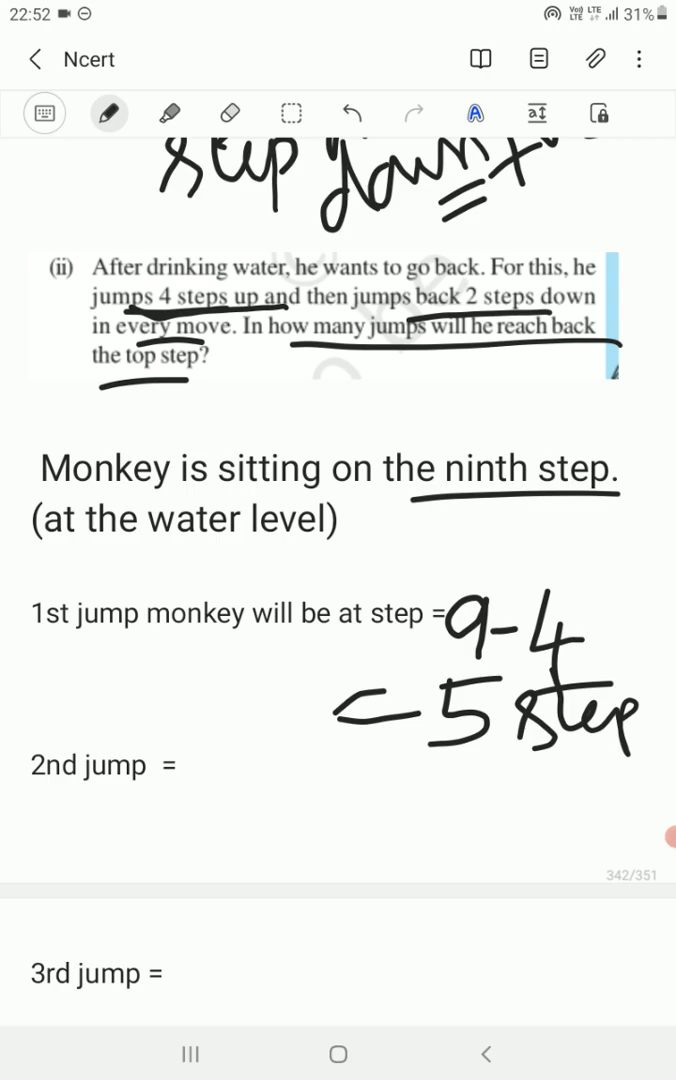 22:52 31%
Ncert
step down
(ii) After drinking water, he wants to go back. For this, he
jumps 4 steps up and then jumps back 2 steps down
in every move. In how many jumps will he reach back
the top step?
Monkey is sitting on the ninth step.
(at the water level)
1st jump monkey will be at step = 9-4
= 5 step
2nd jump =
342/351
3rd jump =